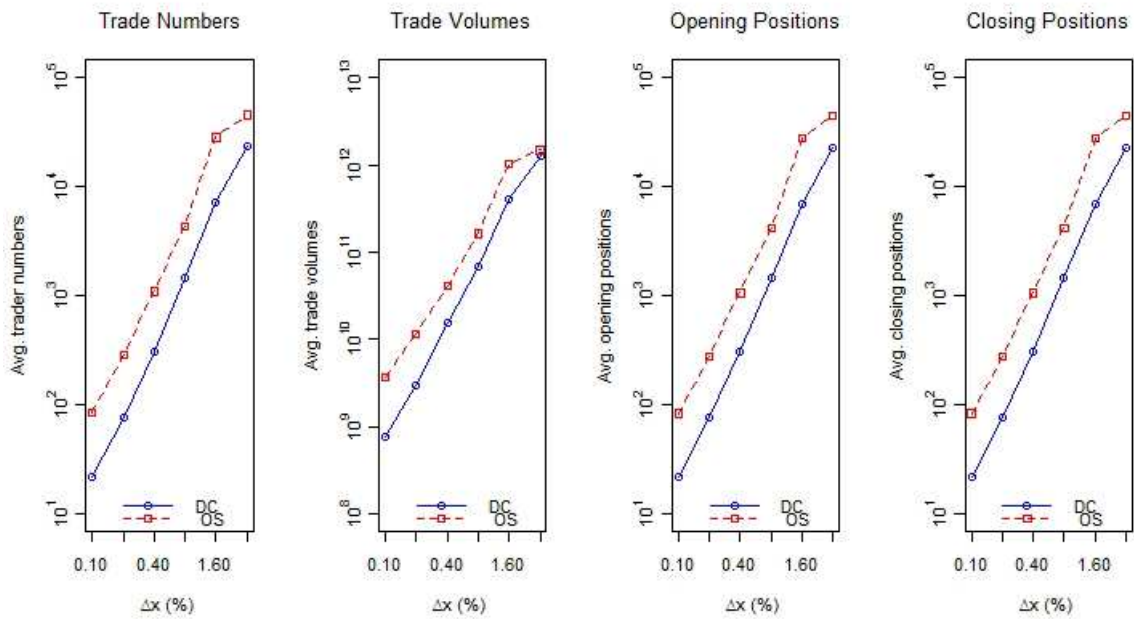 Trade Numbers
Avg. trader numbers
10^5
10^4
10^3
10^2
10^1
DC
OS
0.10 0.40 1.60
Δx (%)
Trade Volumes
Avg. trade volumes
10^13
10^12
10^11
10^10
10^9
10^8
DC
OS
0.10 0.40 1.60
Δx (%)
Opening Positions
Avg. opening positions
10^5
10^4
10^3
10^2
10^1
DC
OS
0.10 0.40 1.60
Δx (%)
Closing Positions
Avg. closing positions
10^5
10^4
10^3
10^2
10^1
DC
OS
0.10 0.40 1.60
Δx (%)